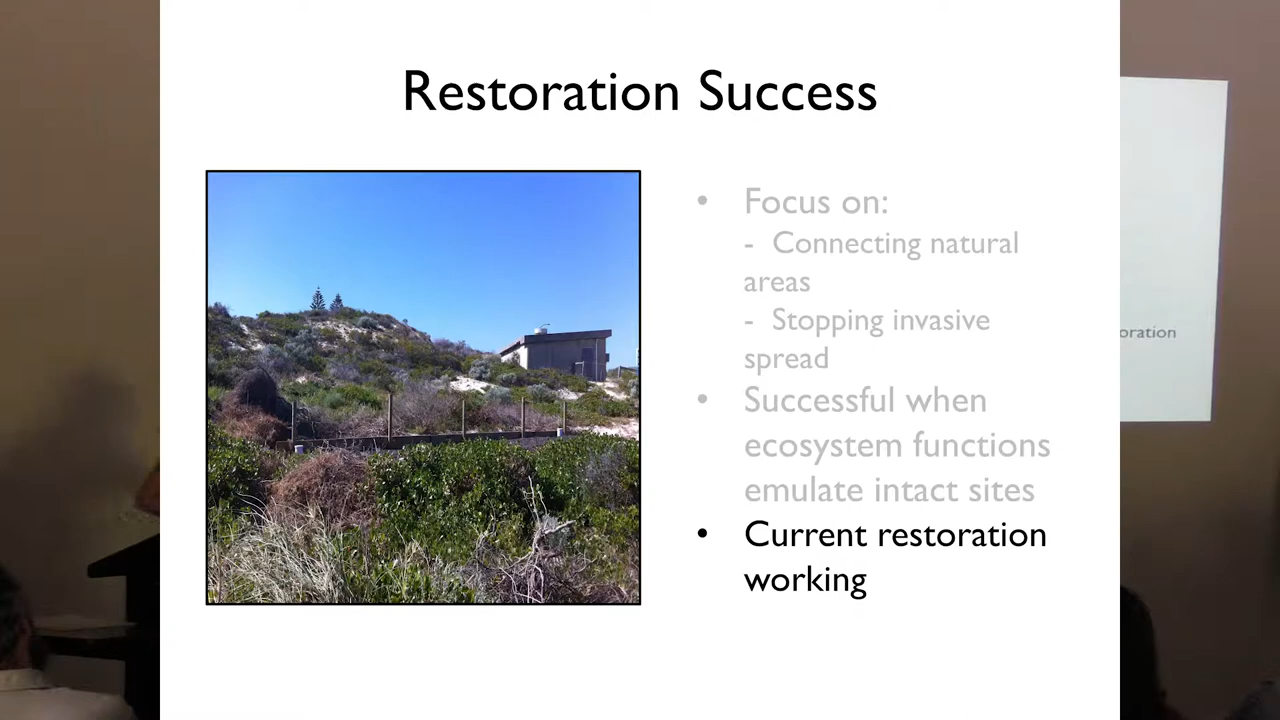 Restoration Success
• Focus on:
- Connecting natural
areas
- Stopping invasive
spread
• Successful when
ecosystem functions
emulate intact sites
• Current restoration
working
oration